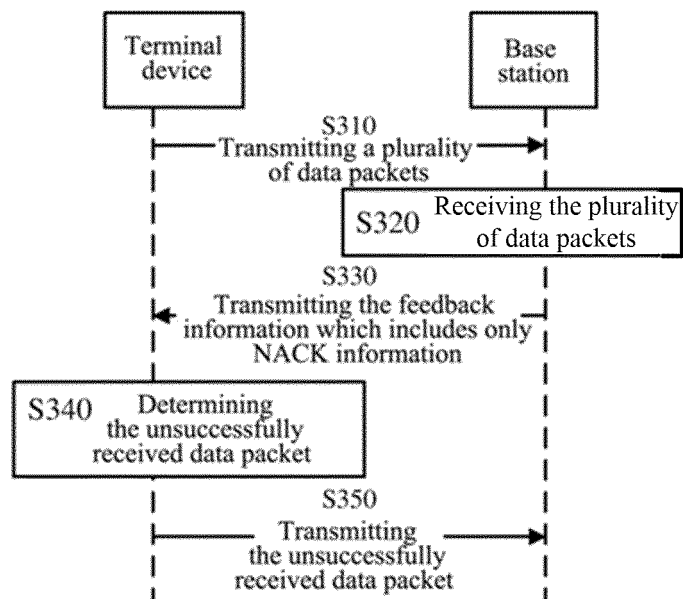 Terminal
device
Base
station
S310
Transmitting a plurality
of data packets
S320
Receiving the plurality
of data packets
S330
Transmitting the feedback
information which includes only
NACK information
S340
Determining
the unsuccessfully
received data packet
S350
Transmitting
the unsuccessfully
received data packet